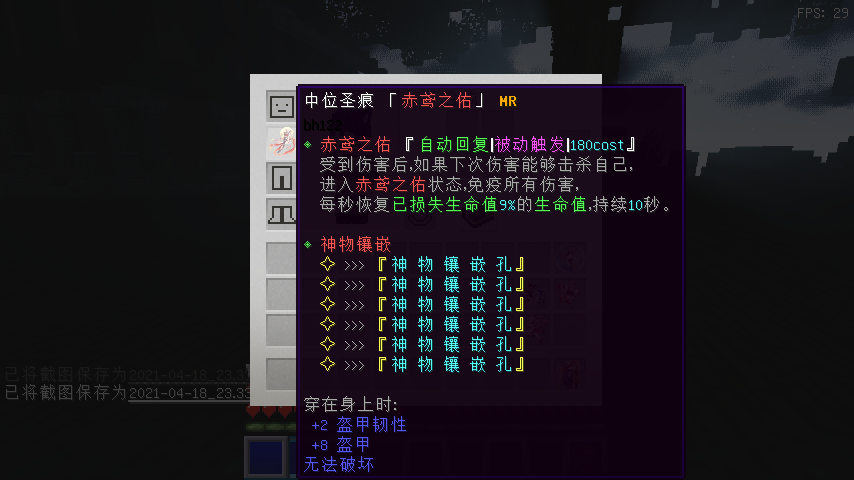 FPS: 29
中位圣痕 「赤鸢之佑」 MR
◈ 赤鸢之佑 『自动回复|被动触发|180cost』
受到伤害后,如果下次伤害能够击杀自己,
进入赤鸢之佑状态,免疫所有伤害,
每秒恢复已损失生命值9%的生命值,持续10秒。
◈ 神物镶嵌
✧ >>> 『神 物 镶 嵌 孔』
✧ >>> 『神 物 镶 嵌 孔』
✧ >>> 『神 物 镶 嵌 孔』
✧ >>> 『神 物 镶 嵌 孔』
✧ >>> 『神 物 镶 嵌 孔』
✧ >>> 『神 物 镶 嵌 孔』
已将截图保存为2021-04-18_23.3
已将截图保存为2021-04-18_23.33
穿在身上时:
+2 盔甲韧性
+8 盔甲
无法破坏